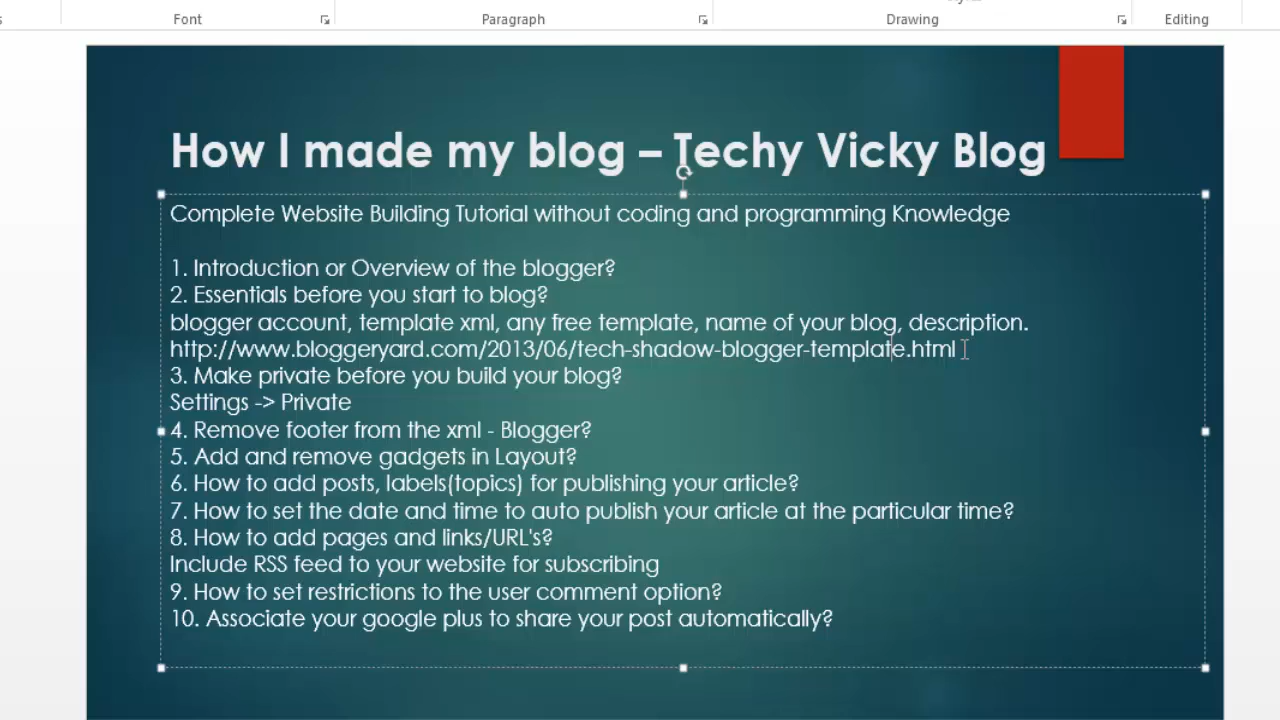 Font
Paragraph
Drawing
Editing
How I made my blog – Techy Vicky Blog
Complete Website Building Tutorial without coding and programming Knowledge
1. Introduction or Overview of the blogger?
2. Essentials before you start to blog?
blogger account, template xml, any free template, name of your blog, description.
http://www.bloggeryard.com/2013/06/tech-shadow-blogger-template.html
3. Make private before you build your blog?
Settings -> Private
4. Remove footer from the xml - Blogger?
5. Add and remove gadgets in Layout?
6. How to add posts, labels(topics) for publishing your article?
7. How to set the date and time to auto publish your article at the particular time?
8. How to add pages and links/URL's?
Include RSS feed to your website for subscribing
9. How to set restrictions to the user comment option?
10. Associate your google plus to share your post automatically?